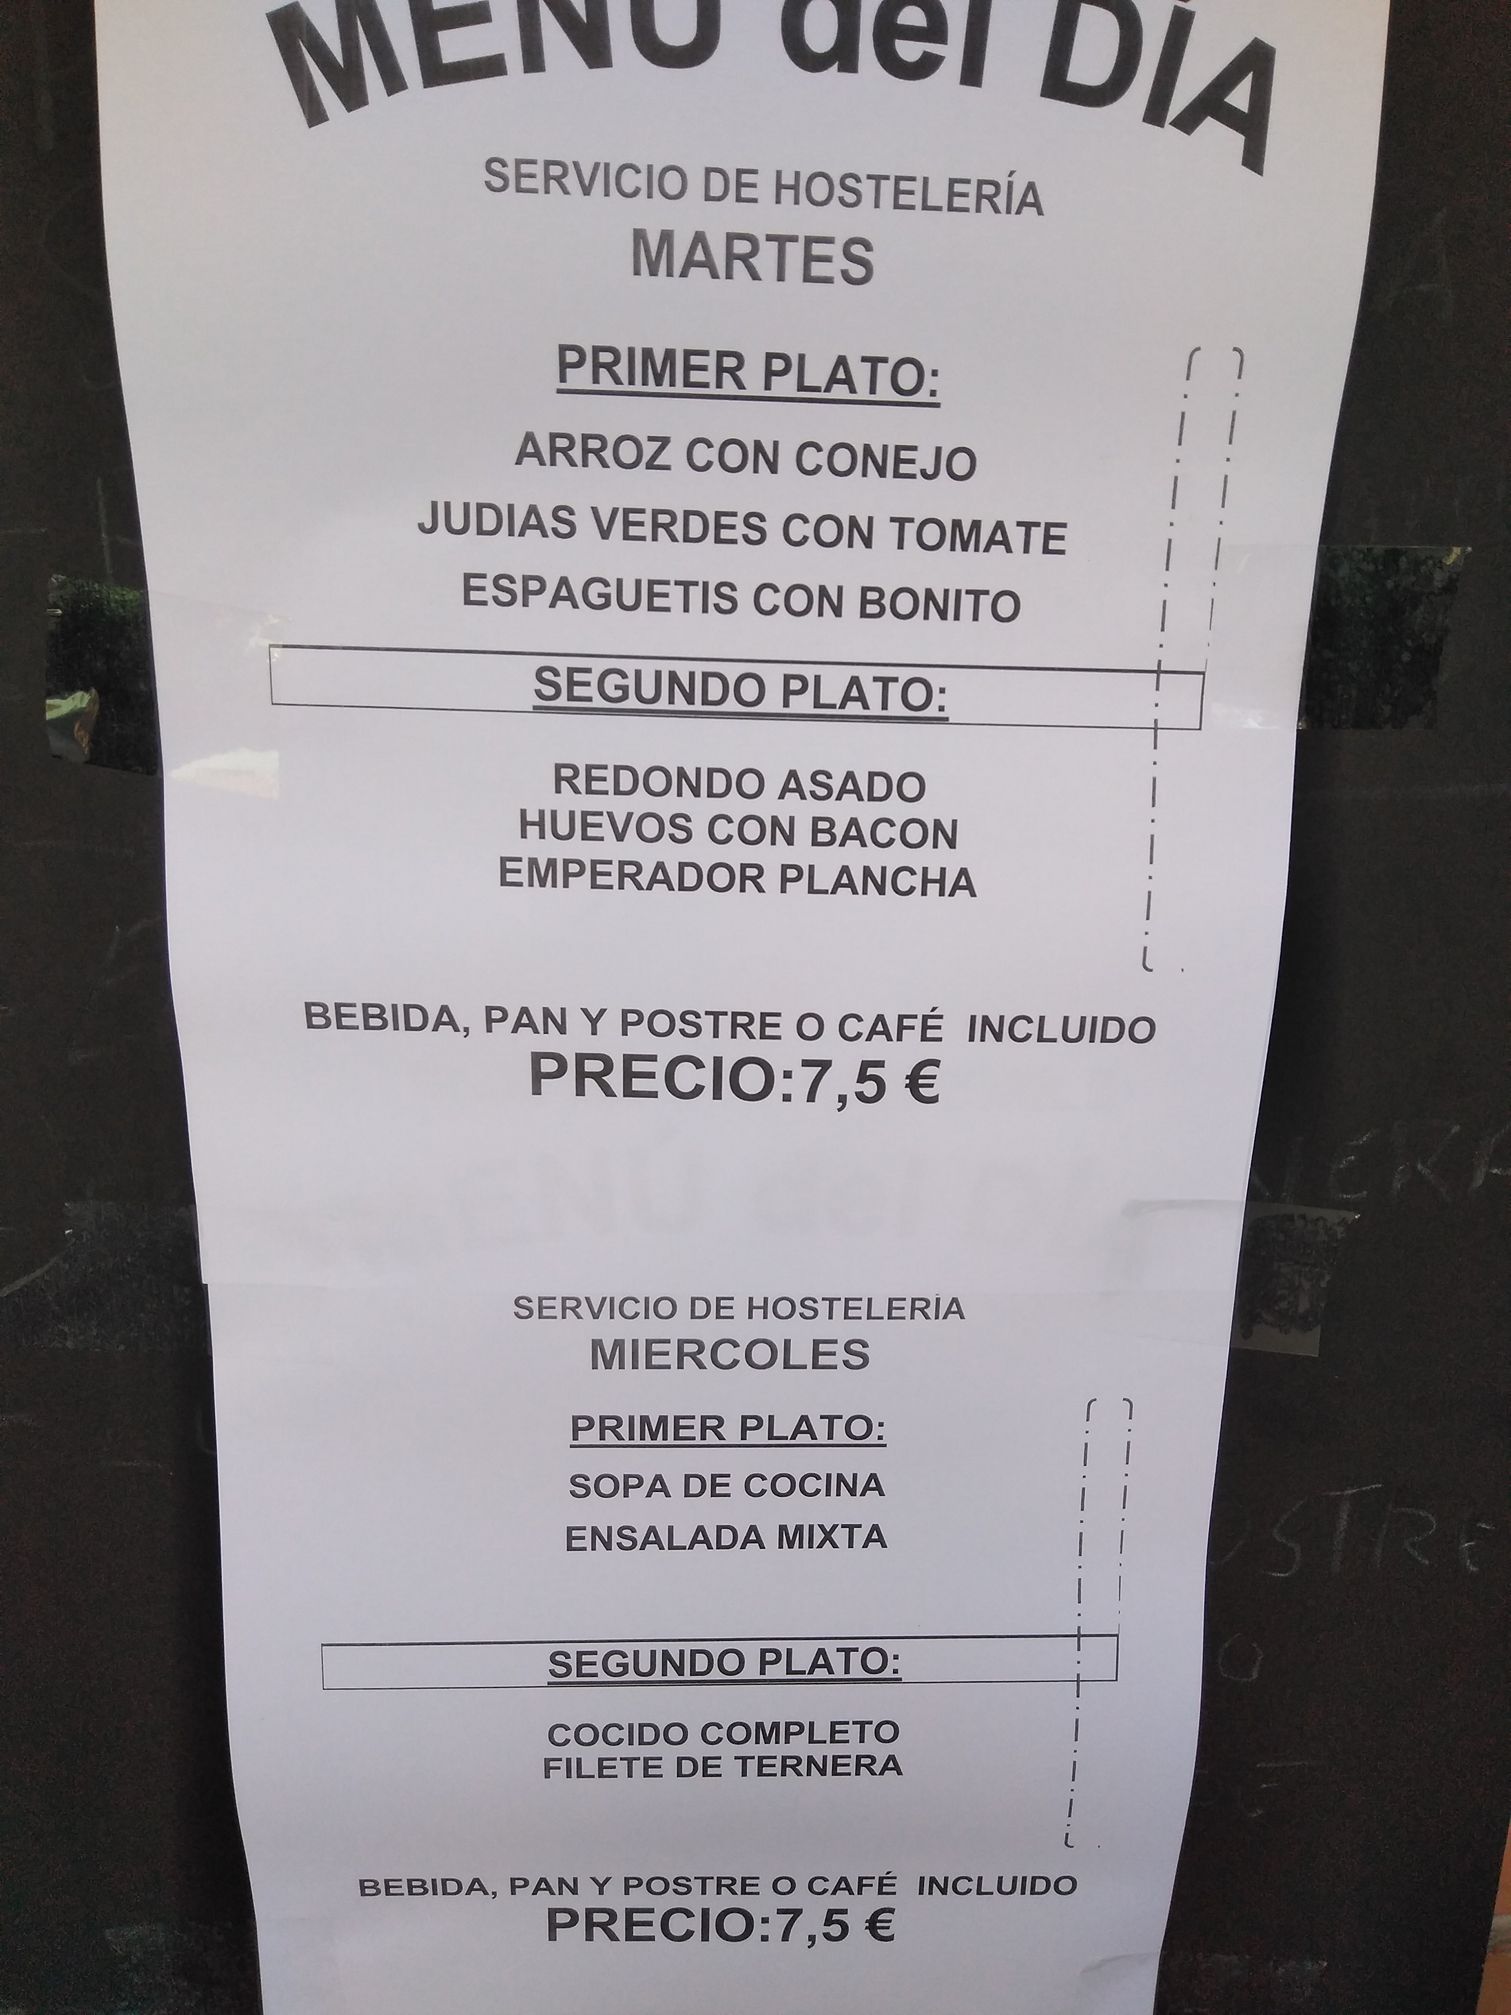 MENÚ del DÍA
SERVICIO DE HOSTELERÍA
MARTES
PRIMER PLATO:
ARROZ CON CONEJO
JUDIAS VERDES CON TOMATE
ESPAGUETIS CON BONITO
SEGUNDO PLATO:
REDONDO ASADO
HUEVOS CON BACON
EMPERADOR PLANCHA
BEBIDA, PAN Y POSTRE O CAFÉ INCLUIDO
PRECIO:7,5 €
SERVICIO DE HOSTELERÍA
MIERCOLES
PRIMER PLATO:
SOPA DE COCINA
ENSALADA MIXTA
SEGUNDO PLATO:
COCIDO COMPLETO
FILETE DE TERNERA
BEBIDA, PAN Y POSTRE O CAFÉ INCLUIDO
PRECIO:7,5 €